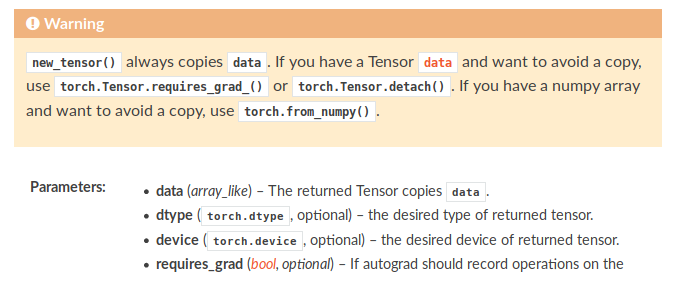 Warning
new_tensor() always copies data. If you have a Tensor data and want to avoid a copy,
use torch.Tensor.requires_grad_() or torch.Tensor.detach(). If you have a numpy array
and want to avoid a copy, use torch.from_numpy().
Parameters:
• data (array_like) – The returned Tensor copies data.
• dtype (torch.dtype, optional) – the desired type of returned tensor.
• device (torch.device, optional) – the desired device of returned tensor.
• requires_grad (bool, optional) – If autograd should record operations on the